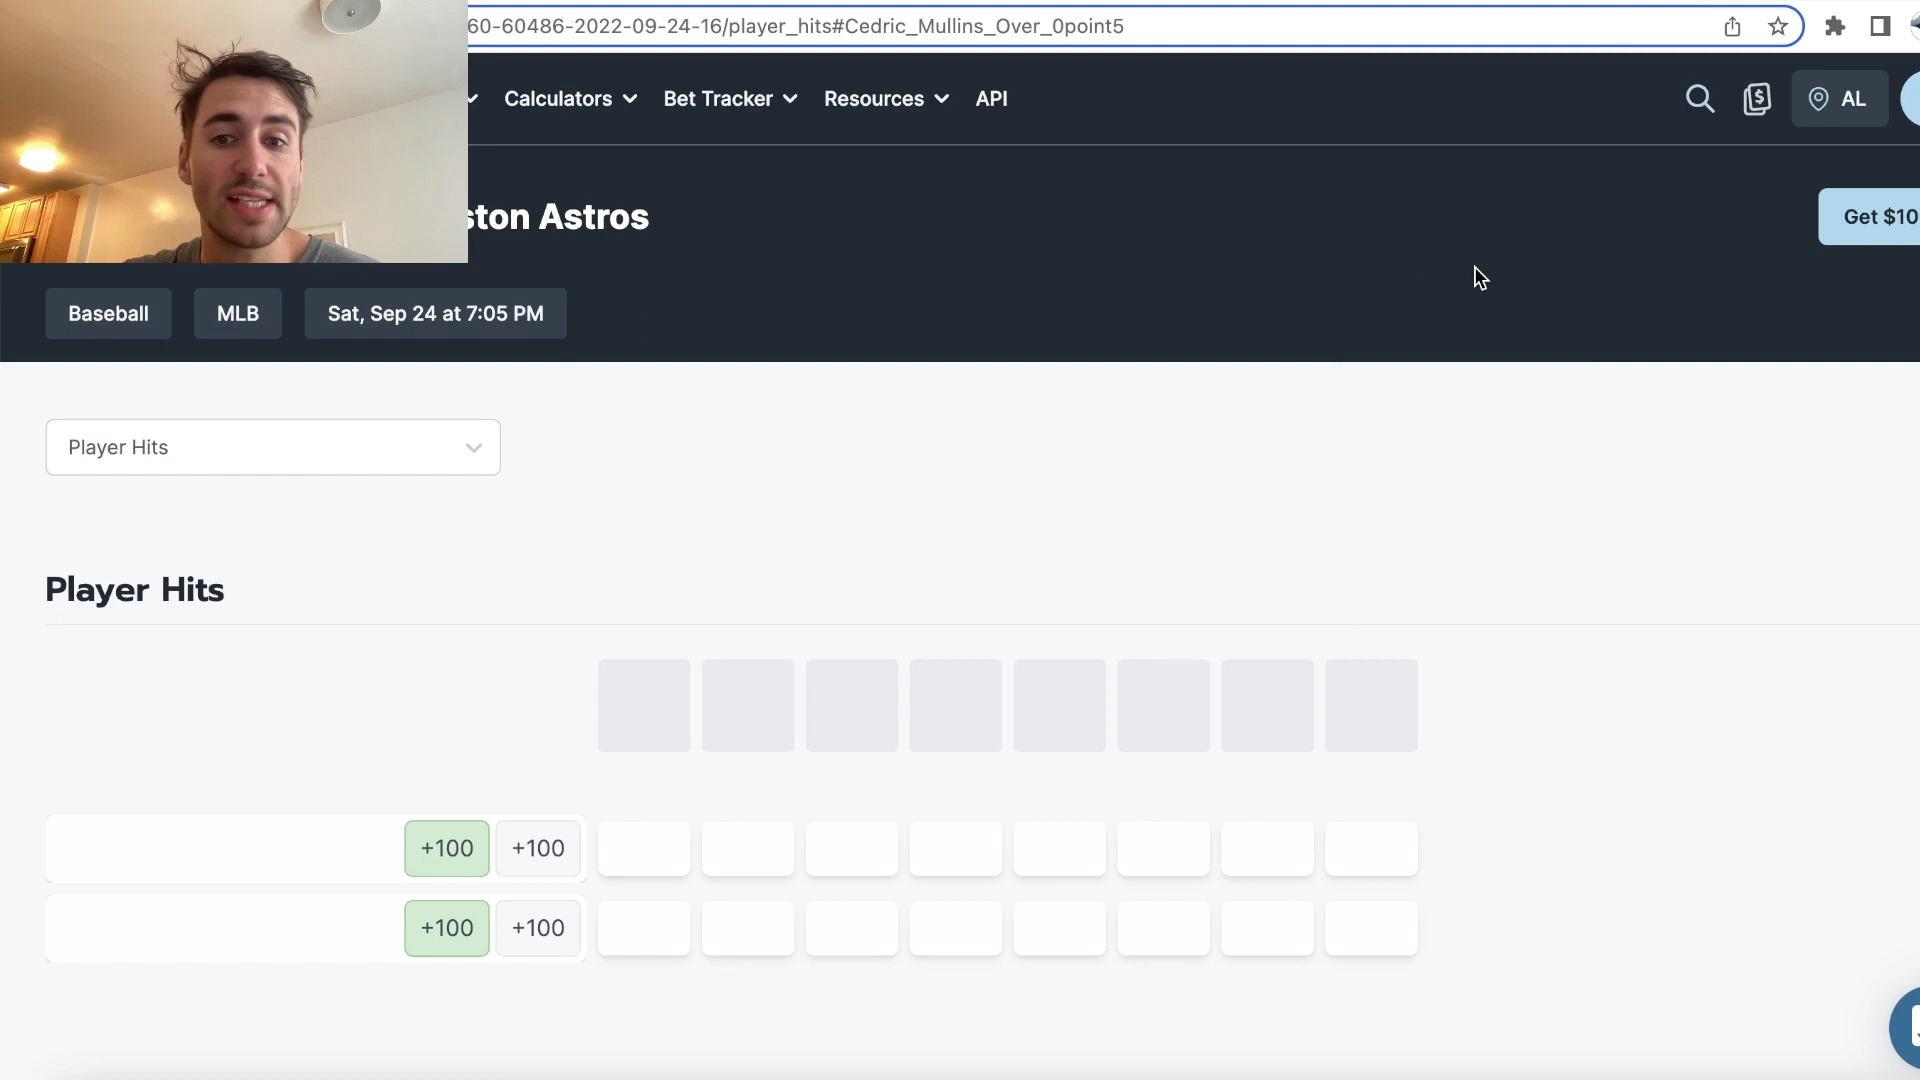 60-60486-2022-09-24-16/player_hits#Cedric_Mullins_Over_0point5
Calculators Bet Tracker Resources API
AL
ston Astros
Get $10
Baseball MLB Sat, Sep 24 at 7:05 PM
Player Hits
Player Hits
+100 +100
+100 +100